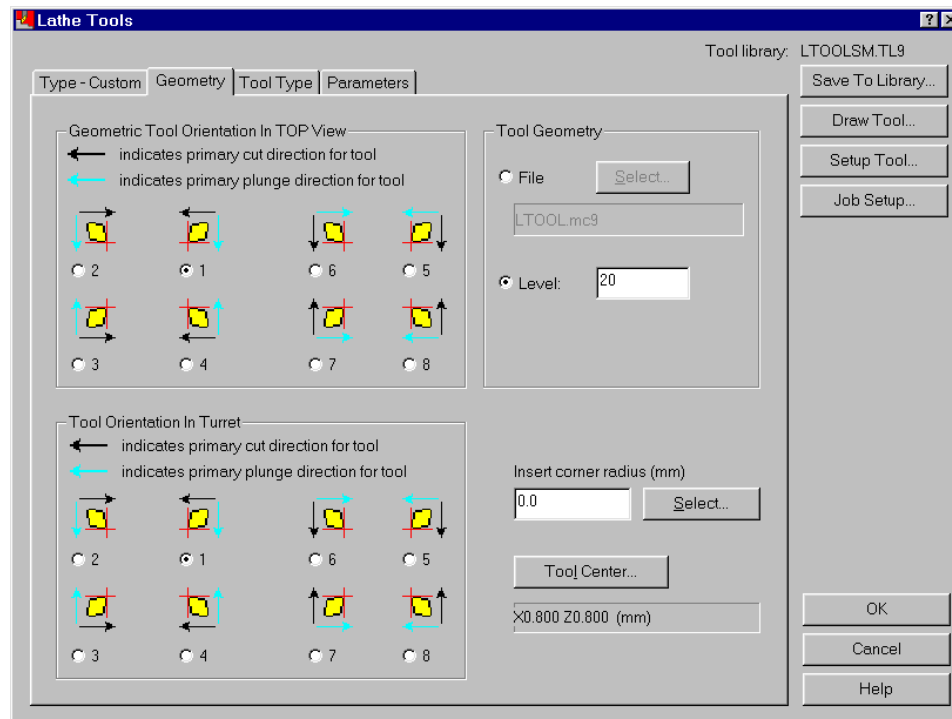 Lathe Tools
Tool library: LTOOLSM.TL9
Type - Custom Geometry Tool Type Parameters
Save To Library...
Draw Tool...
Setup Tool...
Job Setup...
Geometric Tool Orientation In TOP View
indicates primary cut direction for tool
indicates primary plunge direction for tool
2 1 6 5
3 4 7 8
Tool Geometry
File Select...
LTOOL.mc9
Level: 20
Tool Orientation In Turret
indicates primary cut direction for tool
indicates primary plunge direction for tool
2 1 6 5
3 4 7 8
Insert corner radius (mm)
0.0 Select...
Tool Center...
X0.800 Z0.800 (mm)
OK
Cancel
Help